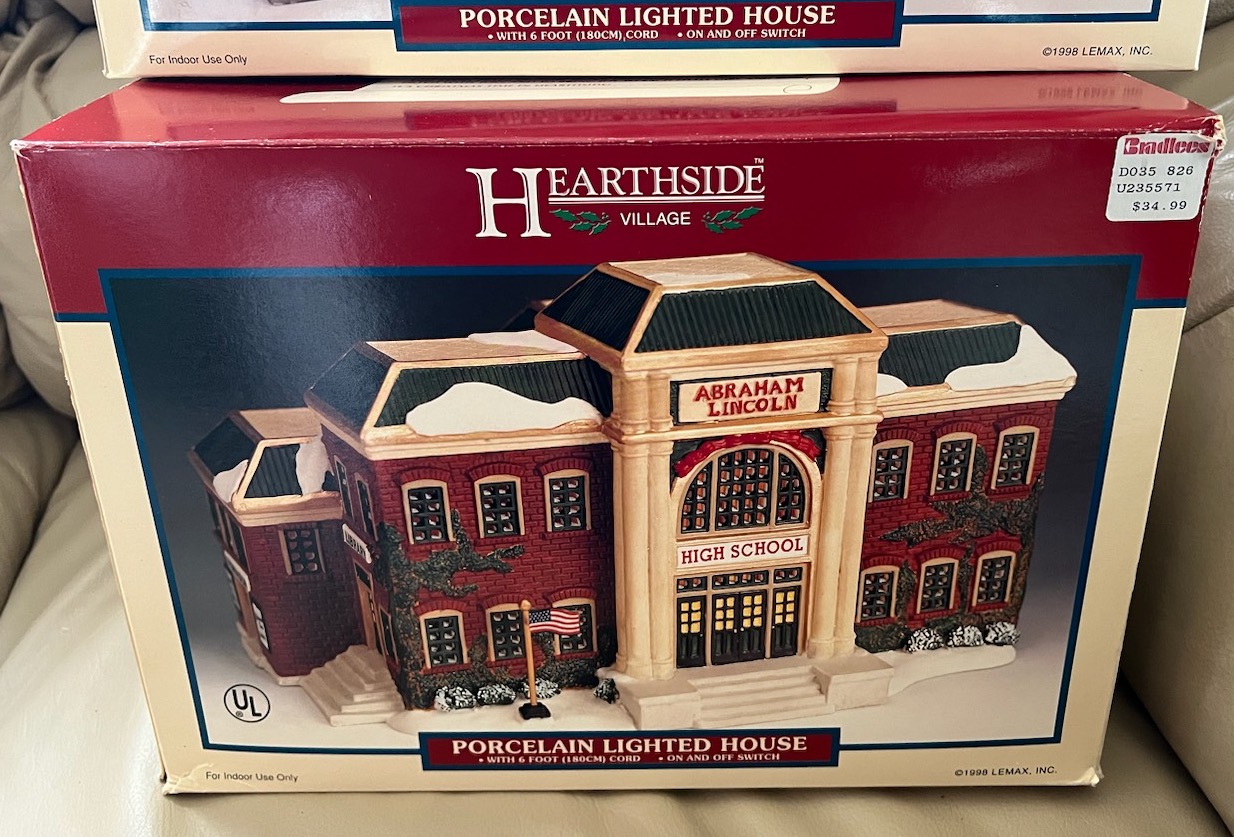 PORCELAIN LIGHTED HOUSE
• WITH 6 FOOT (180CM) CORD • ON AND OFF SWITCH
For Indoor Use Only
©1998 LEMAX, INC.
Bradlees
D035 826
U235571
$34.99
HEARTHSIDE™
VILLAGE
ABRAHAM
LINCOLN
HIGH SCHOOL
LIBRARY
UL
®
PORCELAIN LIGHTED HOUSE
• WITH 6 FOOT (180CM) CORD • ON AND OFF SWITCH
For Indoor Use Only
©1998 LEMAX, INC.